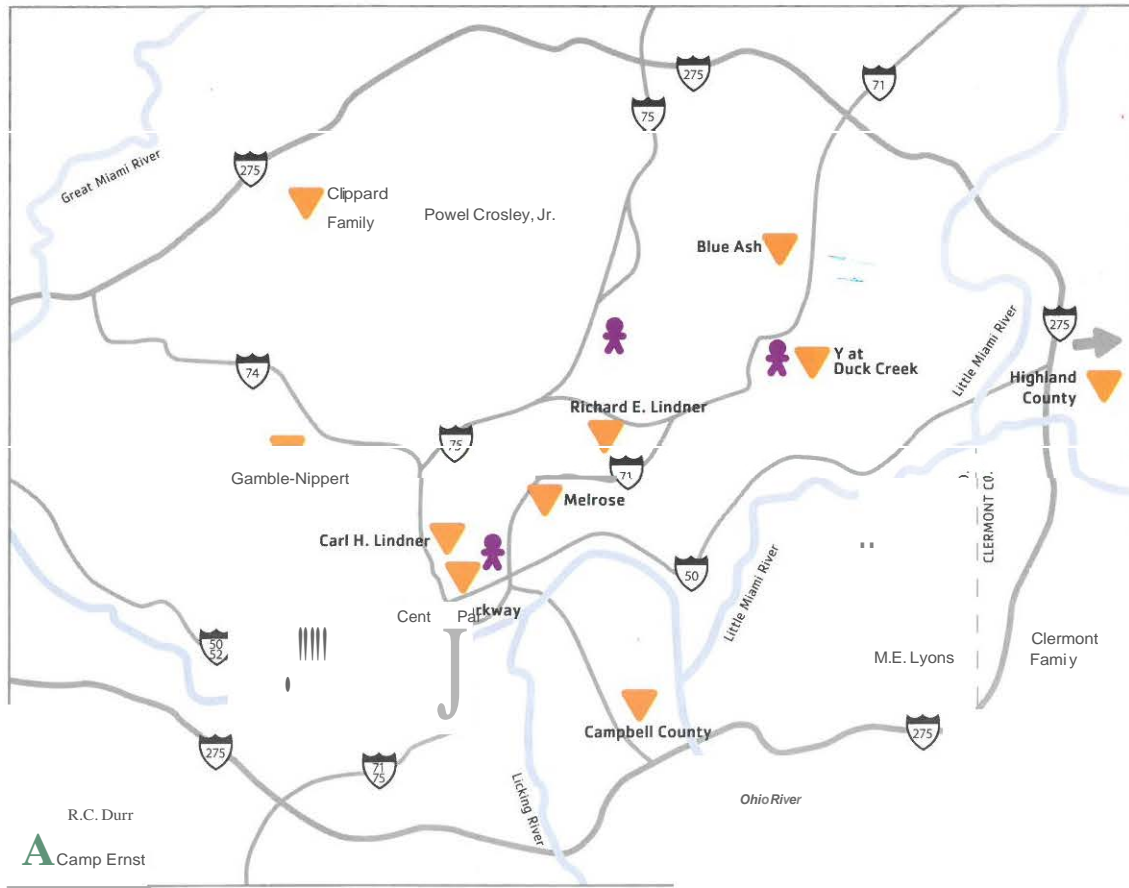 275
71
75
Great Miami River
275
Clippard
Family
Powel Crosley, Jr.
Blue Ash
Little Miami River
275
Y at
Duck Creek
74
Highland
County
Richard E. Lindner
75
71
Gamble-Nippert
Melrose
CLERMONT CO.
Carl H. Lindner
50
Little Miami River
Cent Par
rkway
50
52
J
M.E. Lyons
Clermont
Famiy
Campbell County
275
275
71
75
Licking River
OhioRiver
R.C. Durr
A Camp Ernst